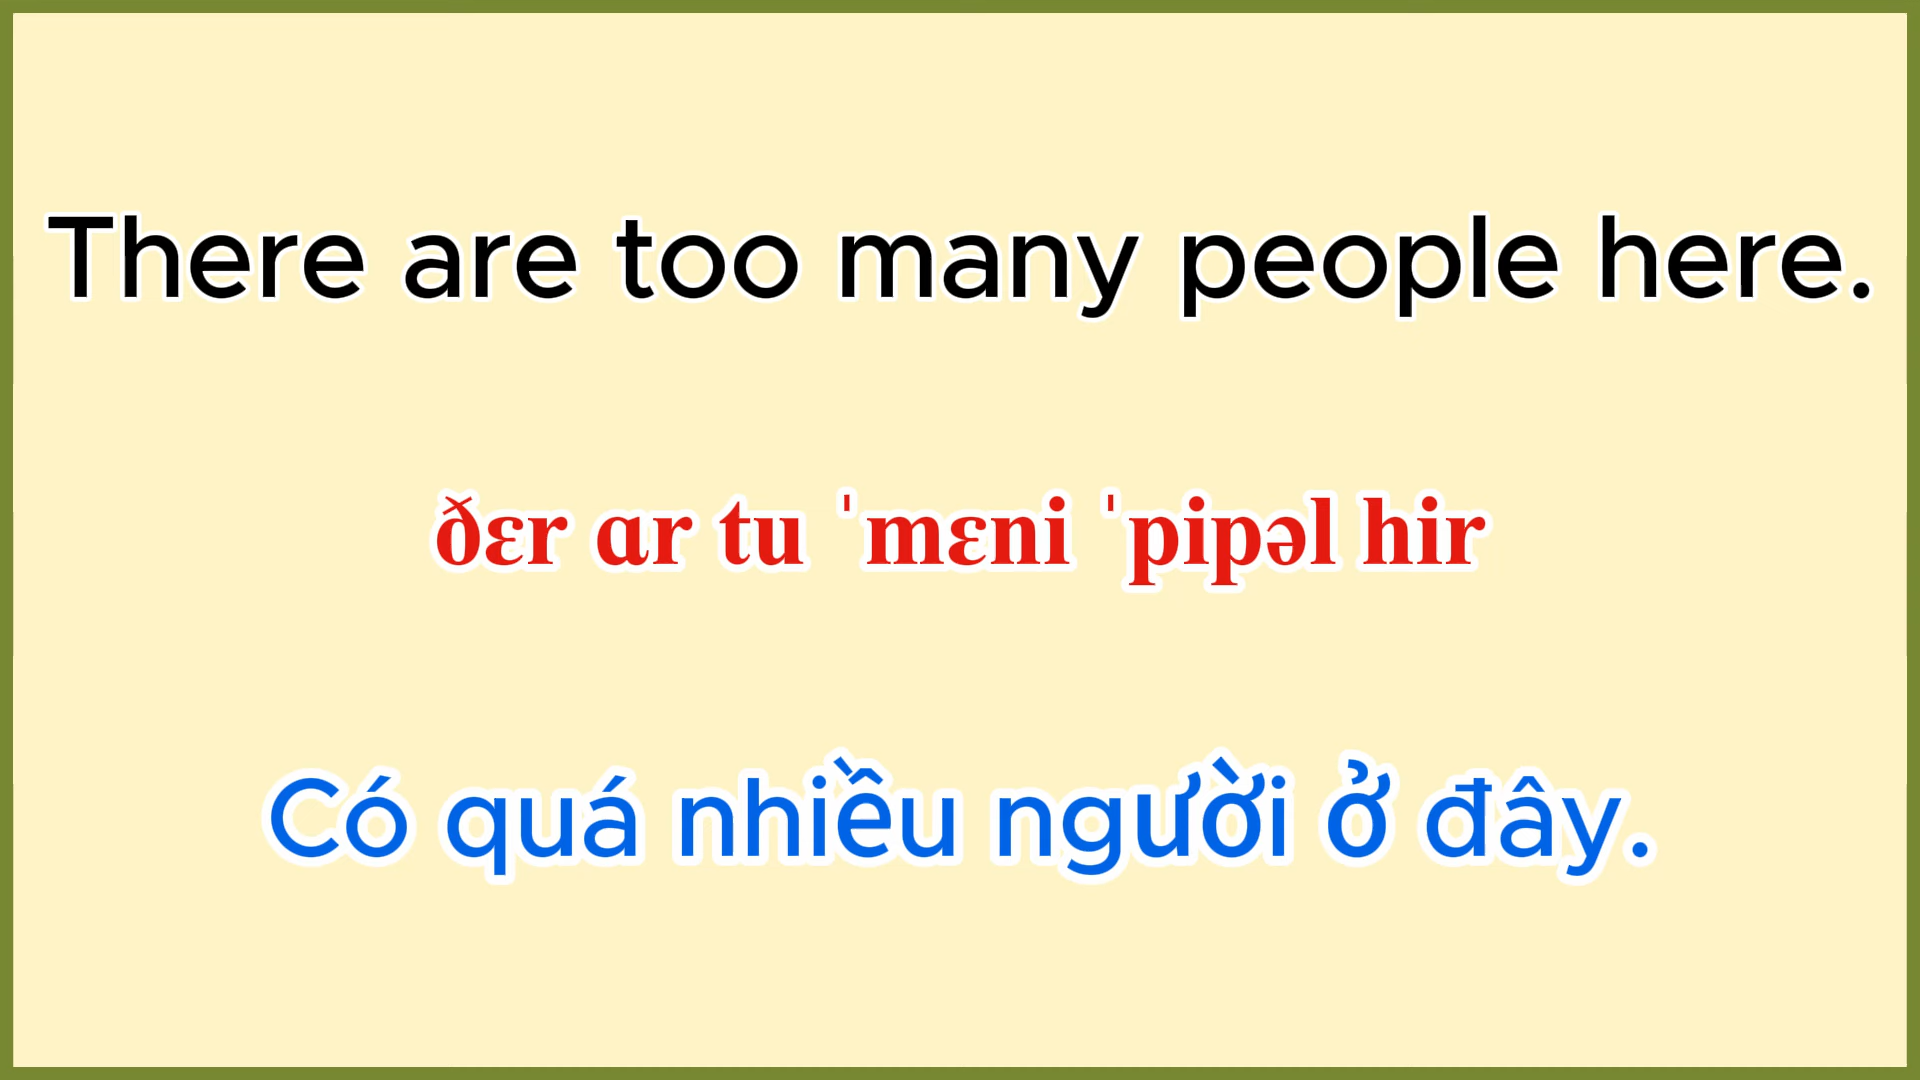 There are too many people here.
ðɛr ɑr tu ˈmɛni ˈpipəl hir
Có quá nhiều người ở đây.